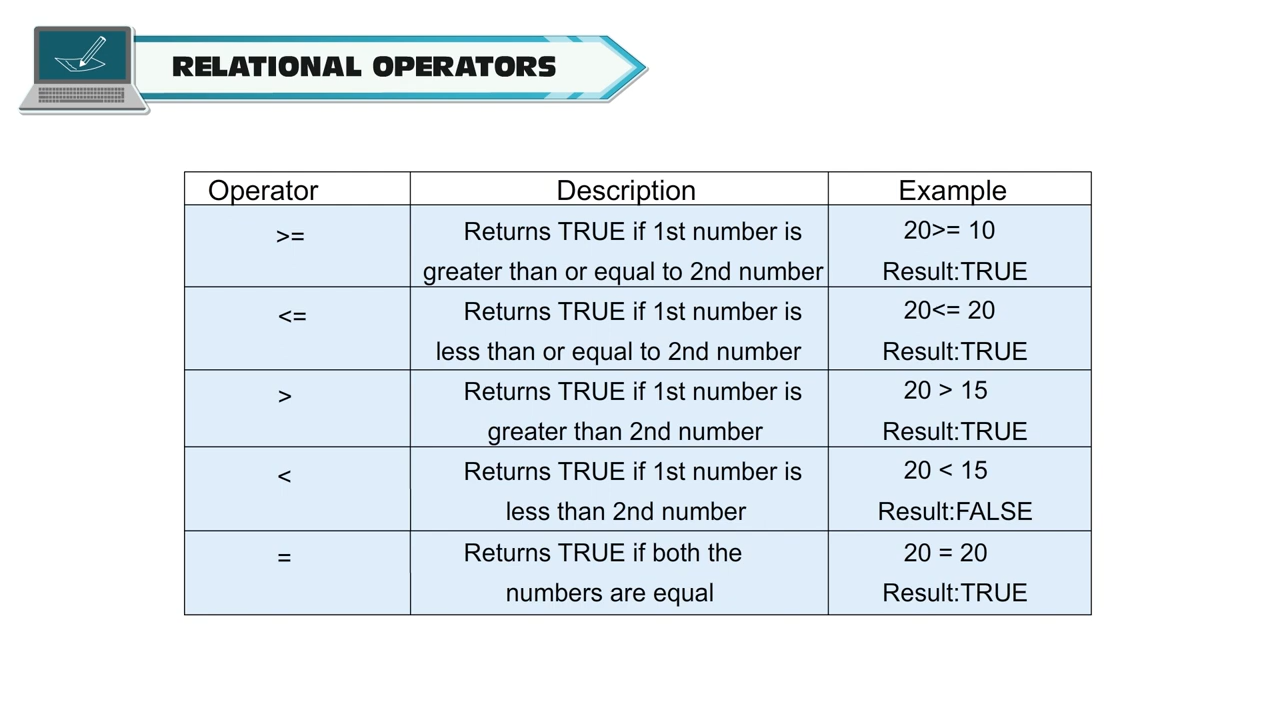 RELATIONAL OPERATORS
Operator Description Example
>= Returns TRUE if 1st number is 20>= 10
greater than or equal to 2nd number Result:TRUE
<= Returns TRUE if 1st number is 20<= 20
less than or equal to 2nd number Result:TRUE
> Returns TRUE if 1st number is 20 > 15
greater than 2nd number Result:TRUE
< Returns TRUE if 1st number is 20 < 15
less than 2nd number Result:FALSE
= Returns TRUE if both the 20 = 20
numbers are equal Result:TRUE